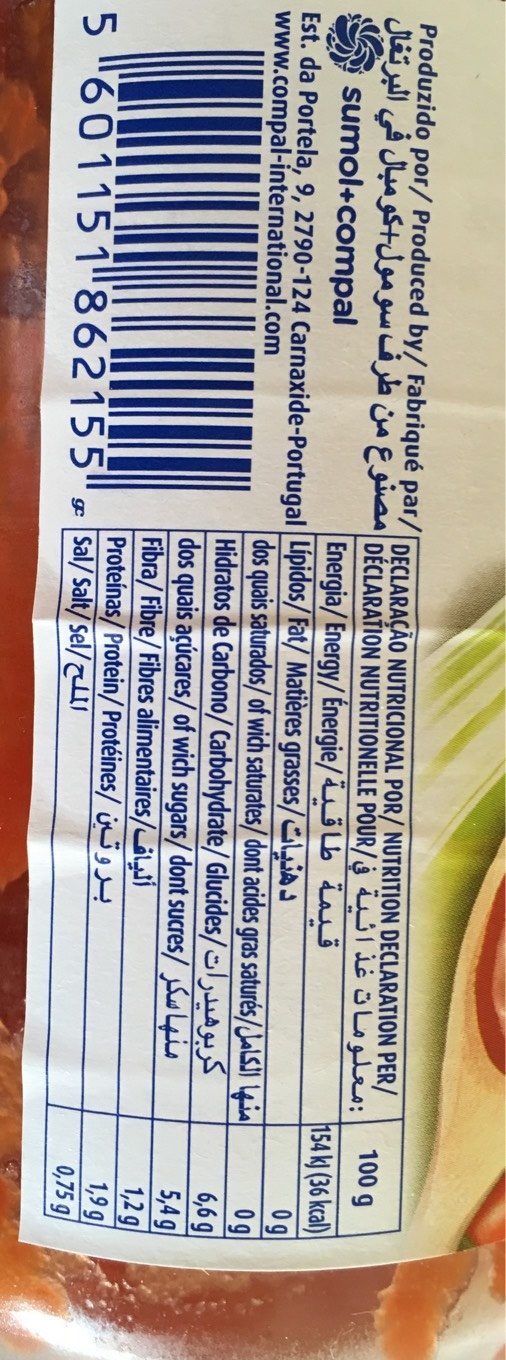 Produzido por/ Produced by/ Fabriqué par/
مصنوع من طرف سومول+كومبال في البرتغال
sumol+compal
Est. da Portela, 9, 2790-124 Carnaxide-Portugal
www.compal-international.com
5 601151 862155 gc
DECLARAÇÃO NUTRICIONAL POR/ NUTRITION DECLARATION PER/
DÉCLARATION NUTRITIONELLE POUR/ معلومات غذائية في: 100 g
Energia/ Energy/ Énergie/ قيمة طاقية 154 kj (36 kcal)
Lípidos/ Fat/ Matières grasses/ دهنيات 0 g
dos quais saturados/ of wich saturates/ dont acides gras saturés/ منها الكامل 0 g
Hidratos de Carbono/ Carbohydrate/ Glucides/ كربوهيدرات 6,6 g
dos quais açúcares/ of wich sugars/ dont sucres/ منها سكر 5,4 g
Fibra/ Fibre/ Fibres alimentaires/ ألياف 1,2 g
Proteínas/ Protein/ Protéines/ بروتين 1,9 g
Sal/ Salt/ Sel/ الملح 0,75 g